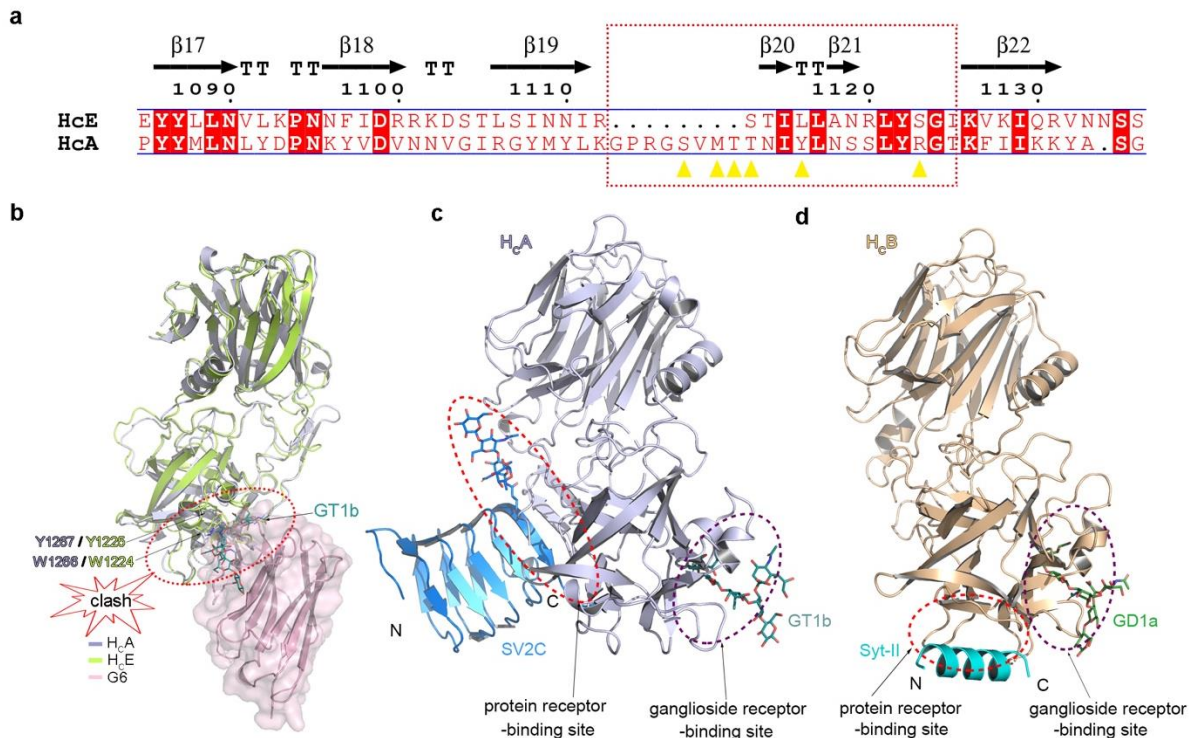 a
β17 β18 β19 β20 β21 β22
TT TT TT TT
1090 1100 1110 1120 1130
HcE EYYLLNVLKPNNFIDRRKDSTLSINNIR........STILLANRLYSGIKVKIQRVNNSS
HcA PYYMLNLYDPNKYVDVNNVGIRGYMYLKGPRGSVMTTNIYLNSSLYRGTKFIIKKYA.SG
b
GT1b
Y1267 / Y1225
W1266 / W1224
clash
HcA
HcE
G6
c
HcA
N
C
SV2C
GT1b
protein receptor
-binding site
ganglioside receptor
-binding site
d
HcB
Syt-II
GD1a
N
C
protein receptor
-binding site
ganglioside receptor
-binding site